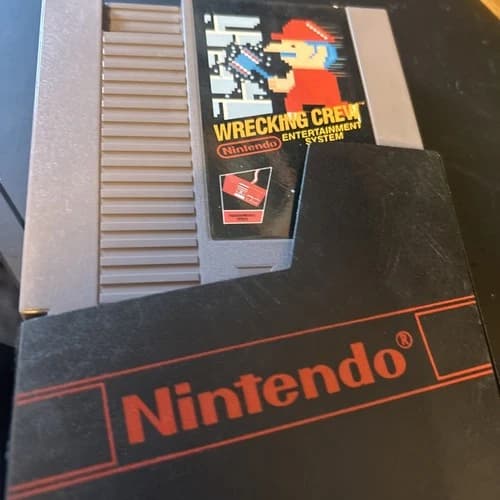 WRECKING CREW
Nintendo
ENTERTAINMENT
SYSTEM
Nintendo®